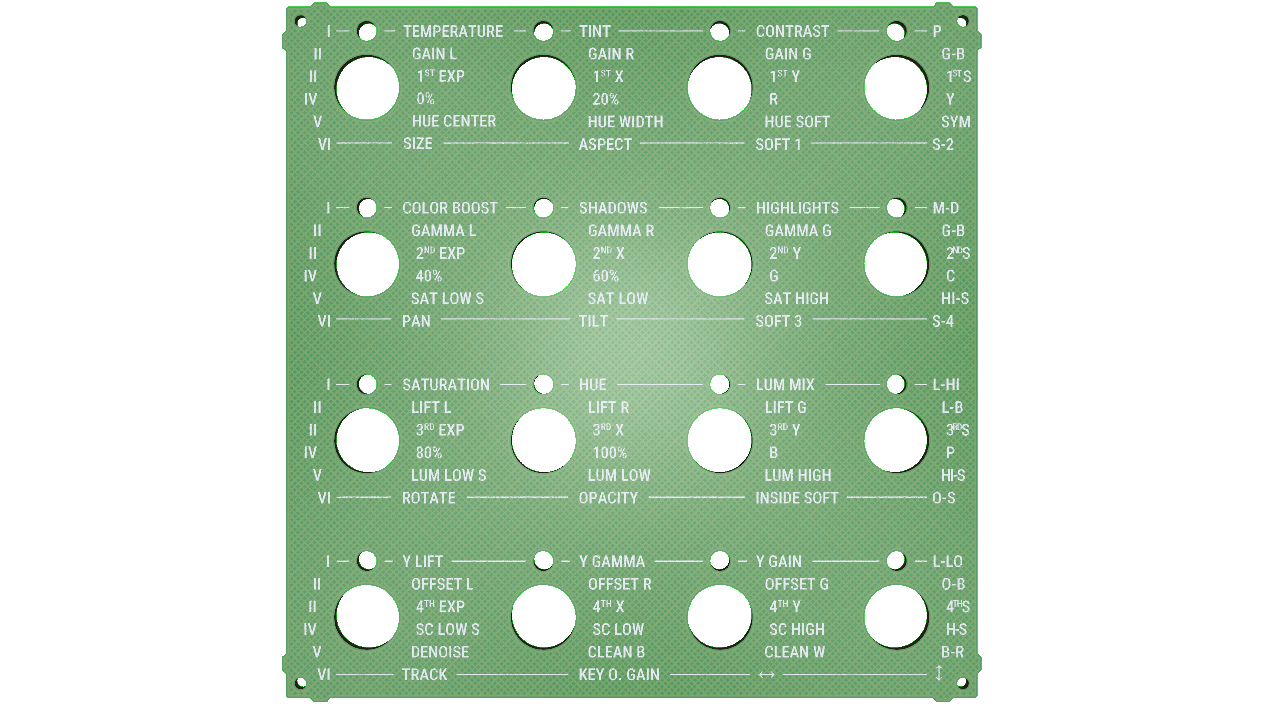 I TEMPERATURE TINT CONTRAST P
II GAIN L GAIN R GAIN G G-B
II 1ST EXP 1ST X 1ST Y 1ST S
IV 0% 20% R Y
V HUE CENTER HUE WIDTH HUE SOFT SYM
VI SIZE ASPECT SOFT 1 S-2
I COLOR BOOST SHADOWS HIGHLIGHTS M-D
II GAMMA L GAMMA R GAMMA G G-B
II 2ND EXP 2ND X 2ND Y 2NDS
IV 40% 60% G C
V SAT LOW S SAT LOW SAT HIGH HI-S
VI PAN TILT SOFT 3 S-4
I SATURATION HUE LUM MIX L-HI
II LIFT L LIFT R LIFT G L-B
II 3RD EXP 3RD X 3RD Y 3RDS
IV 80% 100% B P
V LUM LOW S LUM LOW LUM HIGH HI-S
VI ROTATE OPACITY INSIDE SOFT O-S
I Y LIFT Y GAMMA Y GAIN L-LO
II OFFSET L OFFSET R OFFSET G O-B
II 4TH EXP 4TH X 4TH Y 4THS
IV SC LOW S SC LOW SC HIGH H-S
V DENOISE CLEAN B CLEAN W B-R
VI TRACK KEY O. GAIN ↔ ↕